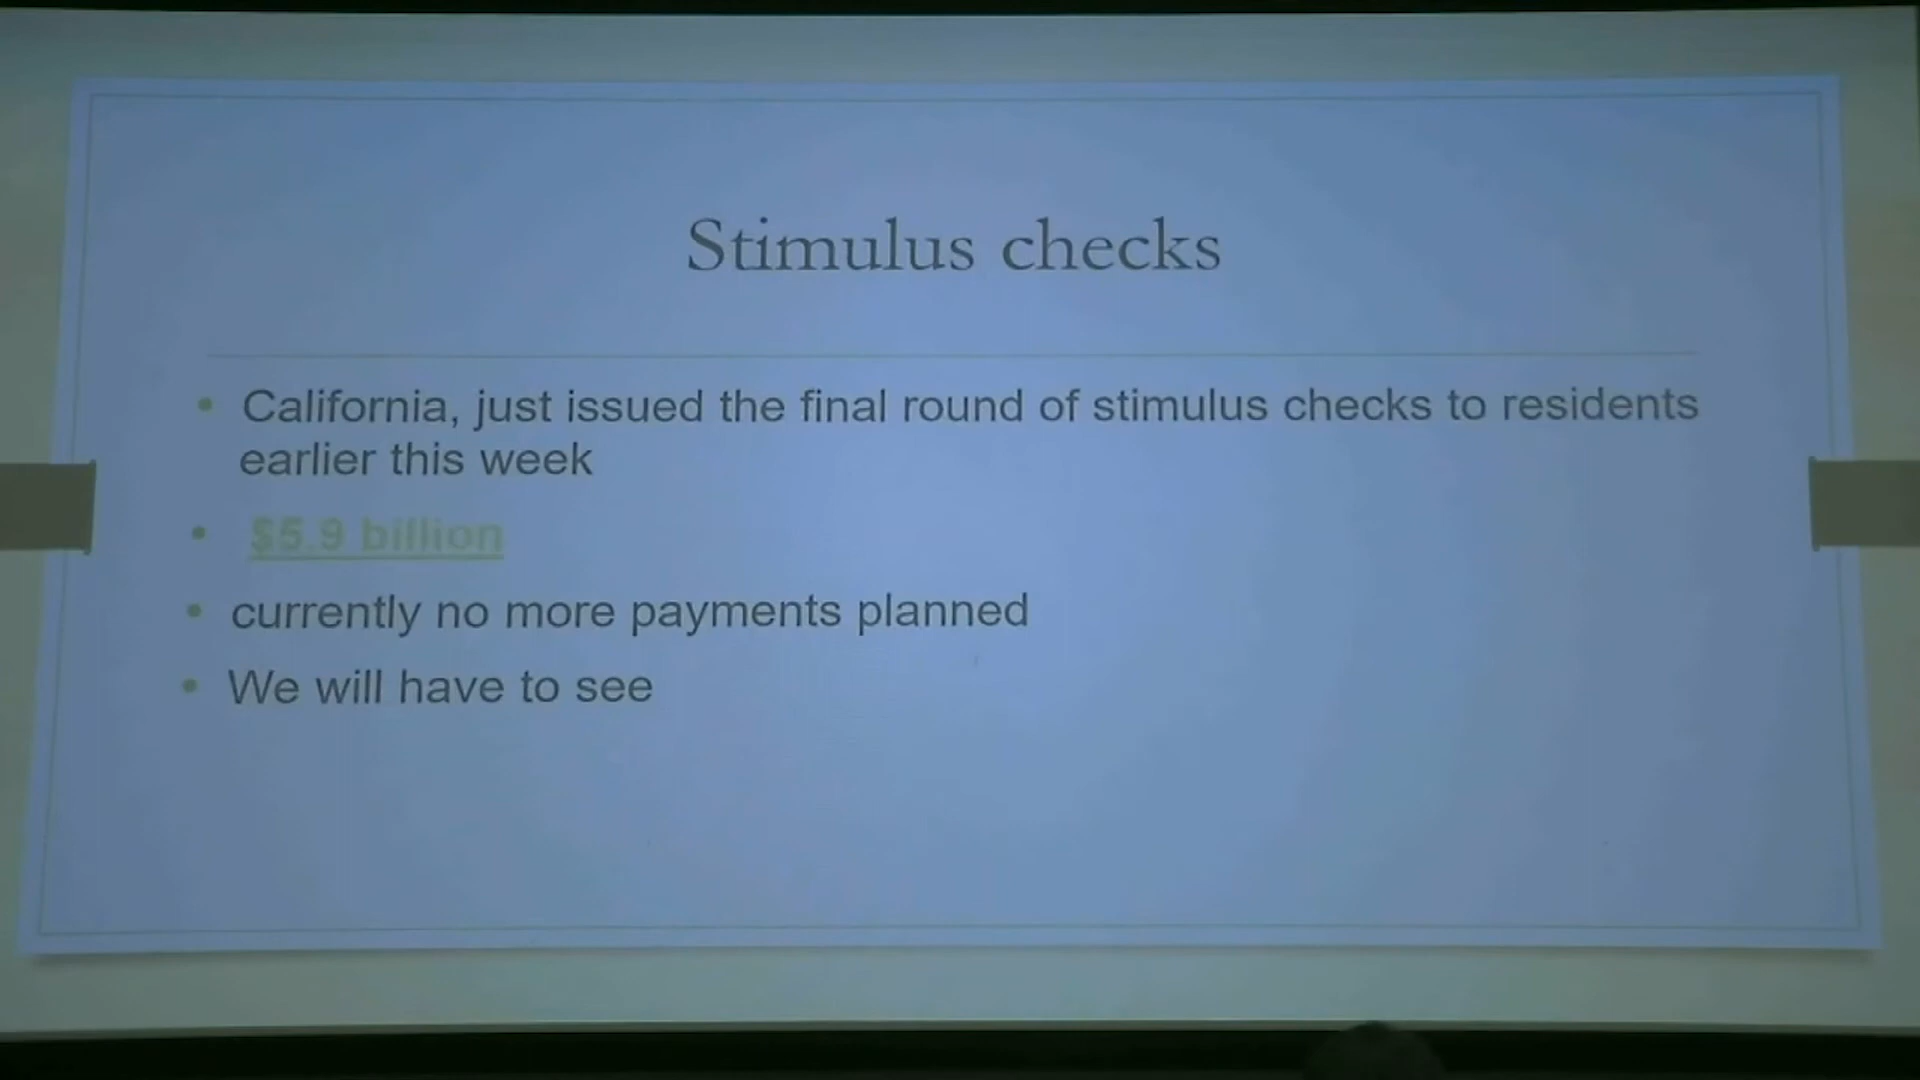 Stimulus checks
• California, just issued the final round of stimulus checks to residents
earlier this week
• $5.9 billion
• currently no more payments planned
• We will have to see